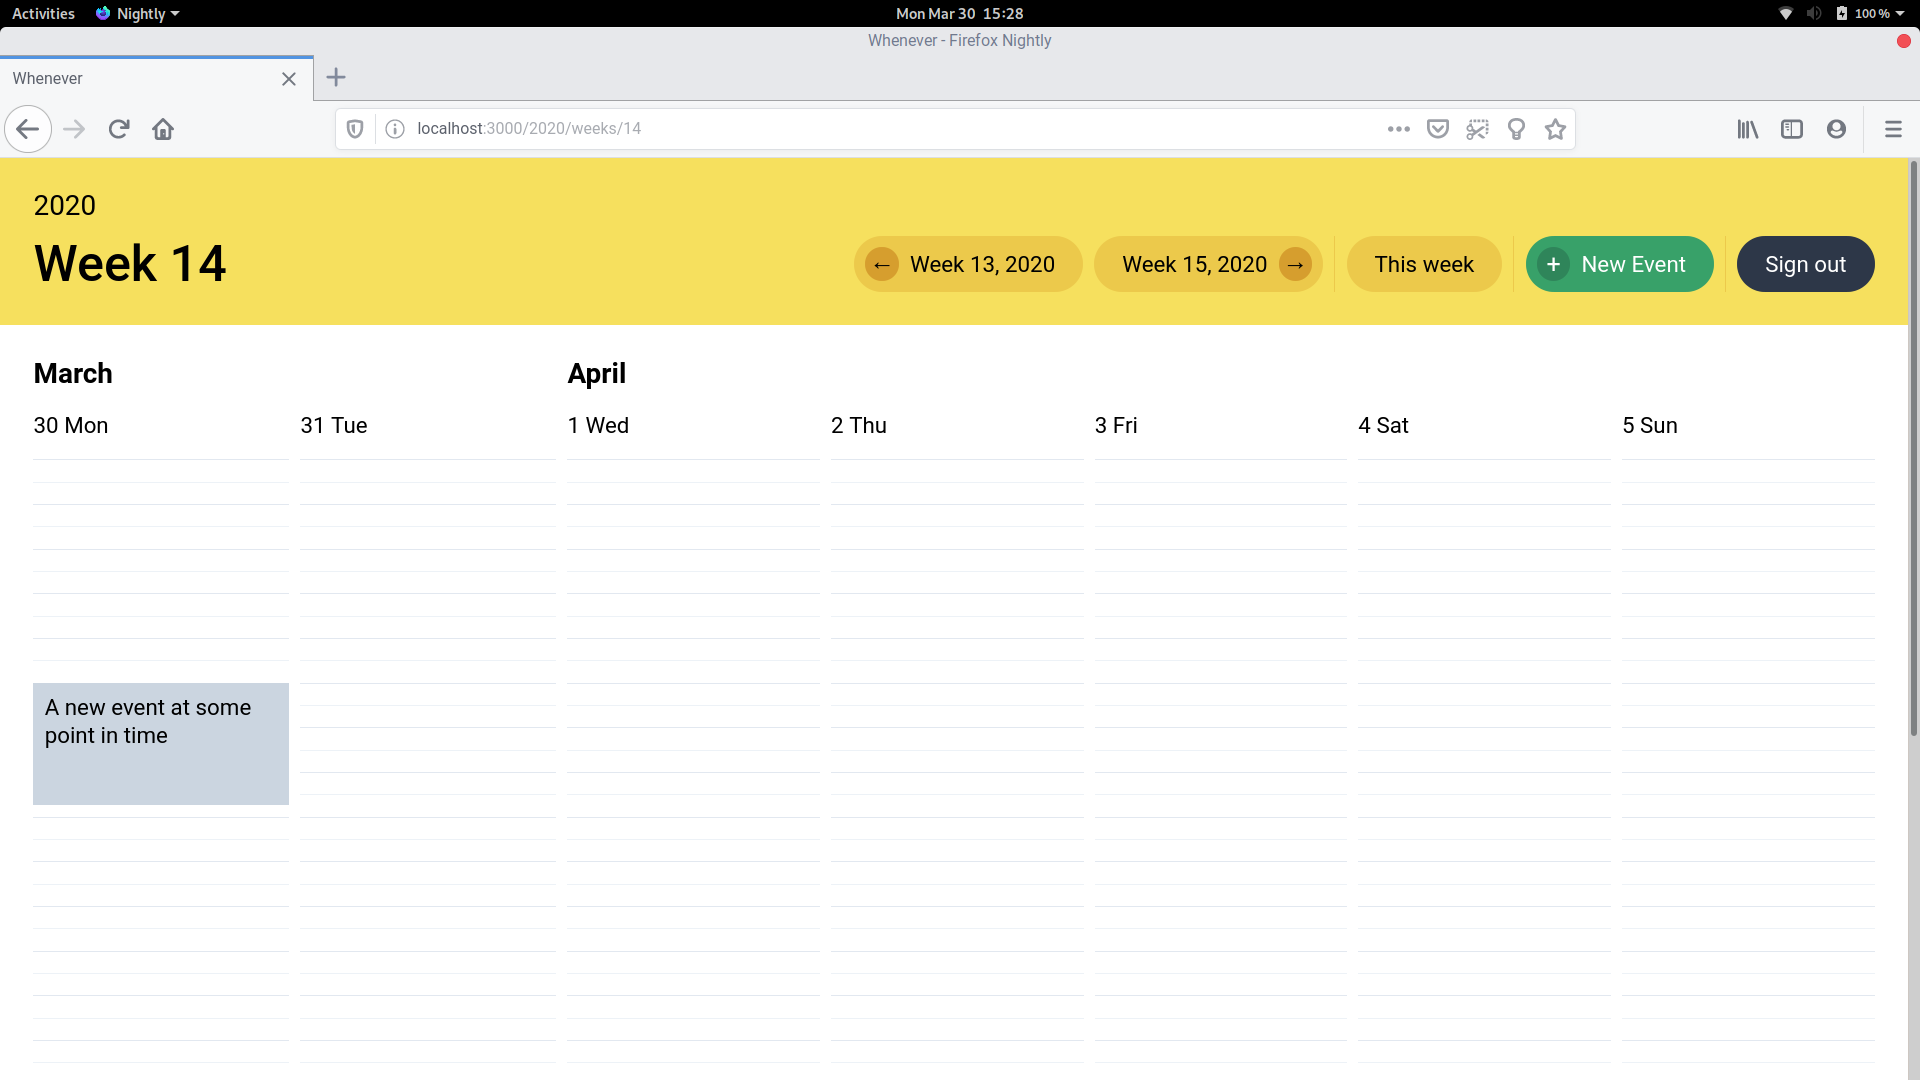 Activities Nightly Mon Mar 30 15:28 100 %
Whenever - Firefox Nightly
Whenever
localhost:3000/2020/weeks/14
2020
Week 14
← Week 13, 2020 Week 15, 2020 → This week + New Event Sign out
March April
30 Mon 31 Tue 1 Wed 2 Thu 3 Fri 4 Sat 5 Sun
A new event at some
point in time